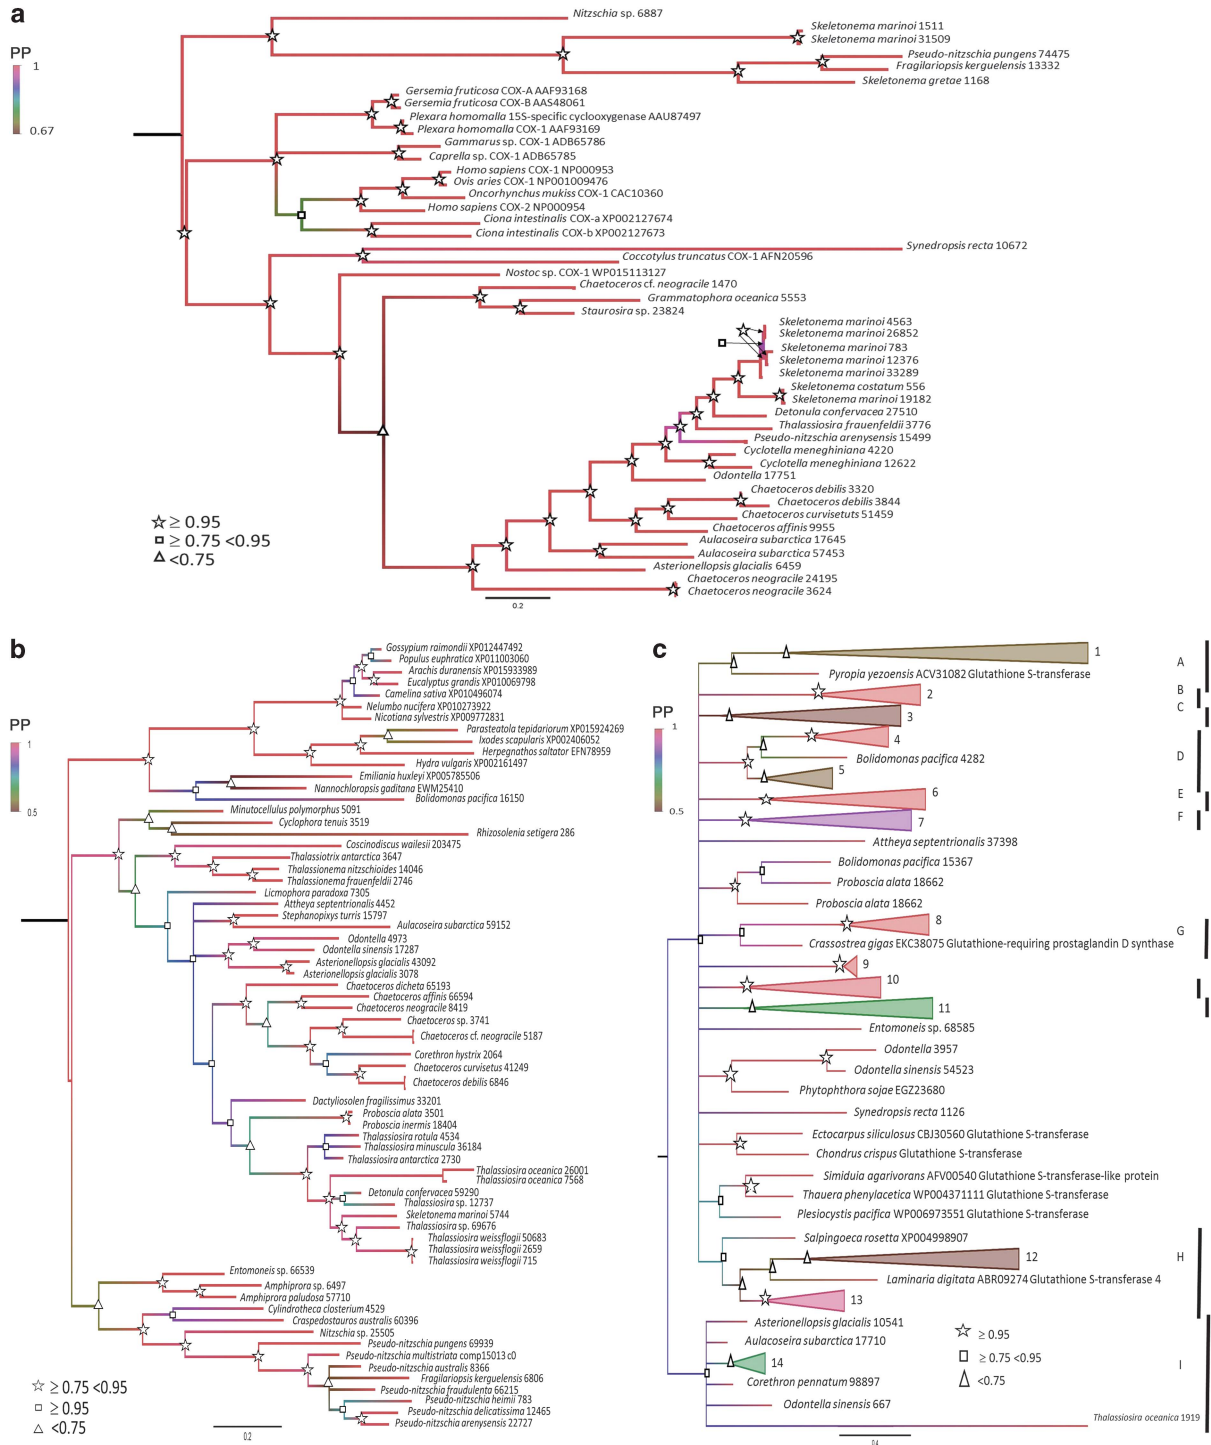 a
Nitzschia sp. 6887
Skeletonema marinoi 1511
Skeletonema marinoi 31509
Pseudo-nitzschia pungens 74475
Fragilariopsis kerguelensis 13332
Skeletonema gretae 1168
PP
1
0.67
Gersemia fruticosa COX-A AAF93168
Gersemia fruticosa COX-B AAS48061
Plexara homomalla 15S-specific cyclooxygenase AAU87497
Plexara homomalla COX-1 AAF93169
Gammarus sp. COX-1 ADB65786
Caprella sp. COX-1 ADB65785
Homo sapiens COX-1 NP000953
Ovis aries COX-1 NP001009476
Oncorhynchus mukiss COX-1 CAC10360
Homo sapiens COX-2 NP000954
Ciona intestinalis COX-a XP002127674
Ciona intestinalis COX-b XP002127673
Synedropsis recta 10672
Coccotylus truncatus COX-1 AFN20596
Nostoc sp. COX-1 WP015113127
Chaetoceros cf. neogracile 1470
Grammatophora oceanica 5553
Staurosira sp. 23824
Skeletonema marinoi 4563
Skeletonema marinoi 26852
Skeletonema marinoi 783
Skeletonema marinoi 12376
Skeletonema marinoi 33289
Skeletonema costatum 556
Skeletonema marinoi 19182
Detonula confervacea 27510
Thalassiosira frauenfeldii 3776
Pseudo-nitzschia arenysensis 15499
Cyclotella meneghiniana 4220
Cyclotella meneghiniana 12622
Odontella 17751
Chaetoceros debilis 3320
Chaetoceros debilis 3844
Chaetoceros curvisetuts 51459
Chaetoceros affinis 9955
Aulacoseira subarctica 17645
Aulacoseira subarctica 57453
Asterionellopsis glacialis 6459
Chaetoceros neogracile 24195
Chaetoceros neogracile 3624
≥ 0.95
≥ 0.75 <0.95
<0.75
0.2
b
PP
1
0.5
Gossypium raimondii XP012447492
Populus euphratica XP011003060
Arachis duranensis XP015933989
Eucalyptus grandis XP010069798
Camelina sativa XP010496074
Nelumbo nucifera XP010273922
Nicotiana sylvestris XP009772831
Parasteatola tepidariorum XP015924269
Ixodes scapularis XP002406052
Herpegnathos saltator EFN78959
Hydra vulgaris XP002161497
Emiliania huxleyi XP005785506
Nannochloropsis gaditana EWM25410
Bolidomonas pacifica 16150
Minutocellulus polymorphus 5091
Cyclophora tenuis 3519
Rhizosolenia setigera 286
Coscinodiscus wailesii 203475
Thalassiotrix antarctica 3647
Thalassionema nitzschioides 14046
Thalassionema frauenfeldii 2746
Licmophora paradoxa 7305
Attheya septentrionalis 4452
Stephanopixys turris 15797
Aulacoseira subarctica 59152
Odontella 4973
Odontella sinensis 17287
Asterionellopsis glacialis 43092
Asterionellopsis glacialis 3078
Chaetoceros dicheta 65193
Chaetoceros affinis 66594
Chaetoceros neogracile 8419
Chaetoceros sp. 3741
Chaetoceros cf. neogracile 5187
Corethron hystrix 2064
Chaetoceros curvisetus 41249
Chaetoceros debilis 6846
Dactyliosolen fragilissimus 33201
Proboscia alata 3501
Proboscia inermis 18404
Thalassiosira rotula 4534
Thalassiosira minuscula 36184
Thalassiosira antarctica 2730
Thalassiosira oceanica 26001
Thalassiosira oceanica 7568
Detonula confervacea 59290
Thalassiosira sp. 12737
Skeletonema marinoi 5744
Thalassiosira sp. 69676
Thalassiosira weissflogii 50683
Thalassiosira weissflogii 2659
Thalassiosira weissflogii 715
Entomoneis sp. 66539
Amphiprora sp. 6497
Amphiprora paludosa 57710
Cylindrotheca closterium 4529
Craspedostauros australis 60396
Nitzschia sp. 25505
Pseudo-nitzschia pungens 69939
Pseudo-nitzschia multistriata comp15013 c0
Pseudo-nitzschia australis 8366
Fragilariopsis kerguelensis 6806
Pseudo-nitzschia fraudulenta 66215
Pseudo-nitzschia heimii 783
Pseudo-nitzschia delicatissima 12465
Pseudo-nitzschia arenysensis 22727
≥ 0.75 <0.95
≥ 0.95
<0.75
0.2
c
PP
1
0.5
1
A
Pyropia yezoensis ACV31082 Glutathione S-transferase
2
B
3
C
4
D
Bolidomonas pacifica 4282
5
6
E
7
F
Attheya septentrionalis 37398
Bolidomonas pacifica 15367
Proboscia alata 18662
Proboscia alata 18662
8
G
Crassostrea gigas EKC38075 Glutathione-requiring prostaglandin D synthase
9
10
11
Entomoneis sp. 68585
Odontella 3957
Odontella sinensis 54523
Phytophthora sojae EGZ23680
Synedropsis recta 1126
Ectocarpus siliculosus CBJ30560 Glutathione S-transferase
Chondrus crispus Glutathione S-transferase
Simiduia agarivorans AFV00540 Glutathione S-transferase-like protein
Thauera phenylacetica WP004371111 Glutathione S-transferase
Plesiocystis pacifica WP006973551 Glutathione S-transferase
Salpingoeca rosetta XP004998907
12
H
Laminaria digitata ABR09274 Glutathione S-transferase 4
13
Asterionellopsis glacialis 10541
Aulacoseira subarctica 17710
14
I
Corethron pennatum 98897
Odontella sinensis 667
Thalassiosira oceanica 1919
≥ 0.95
≥ 0.75 <0.95
<0.75
0.4